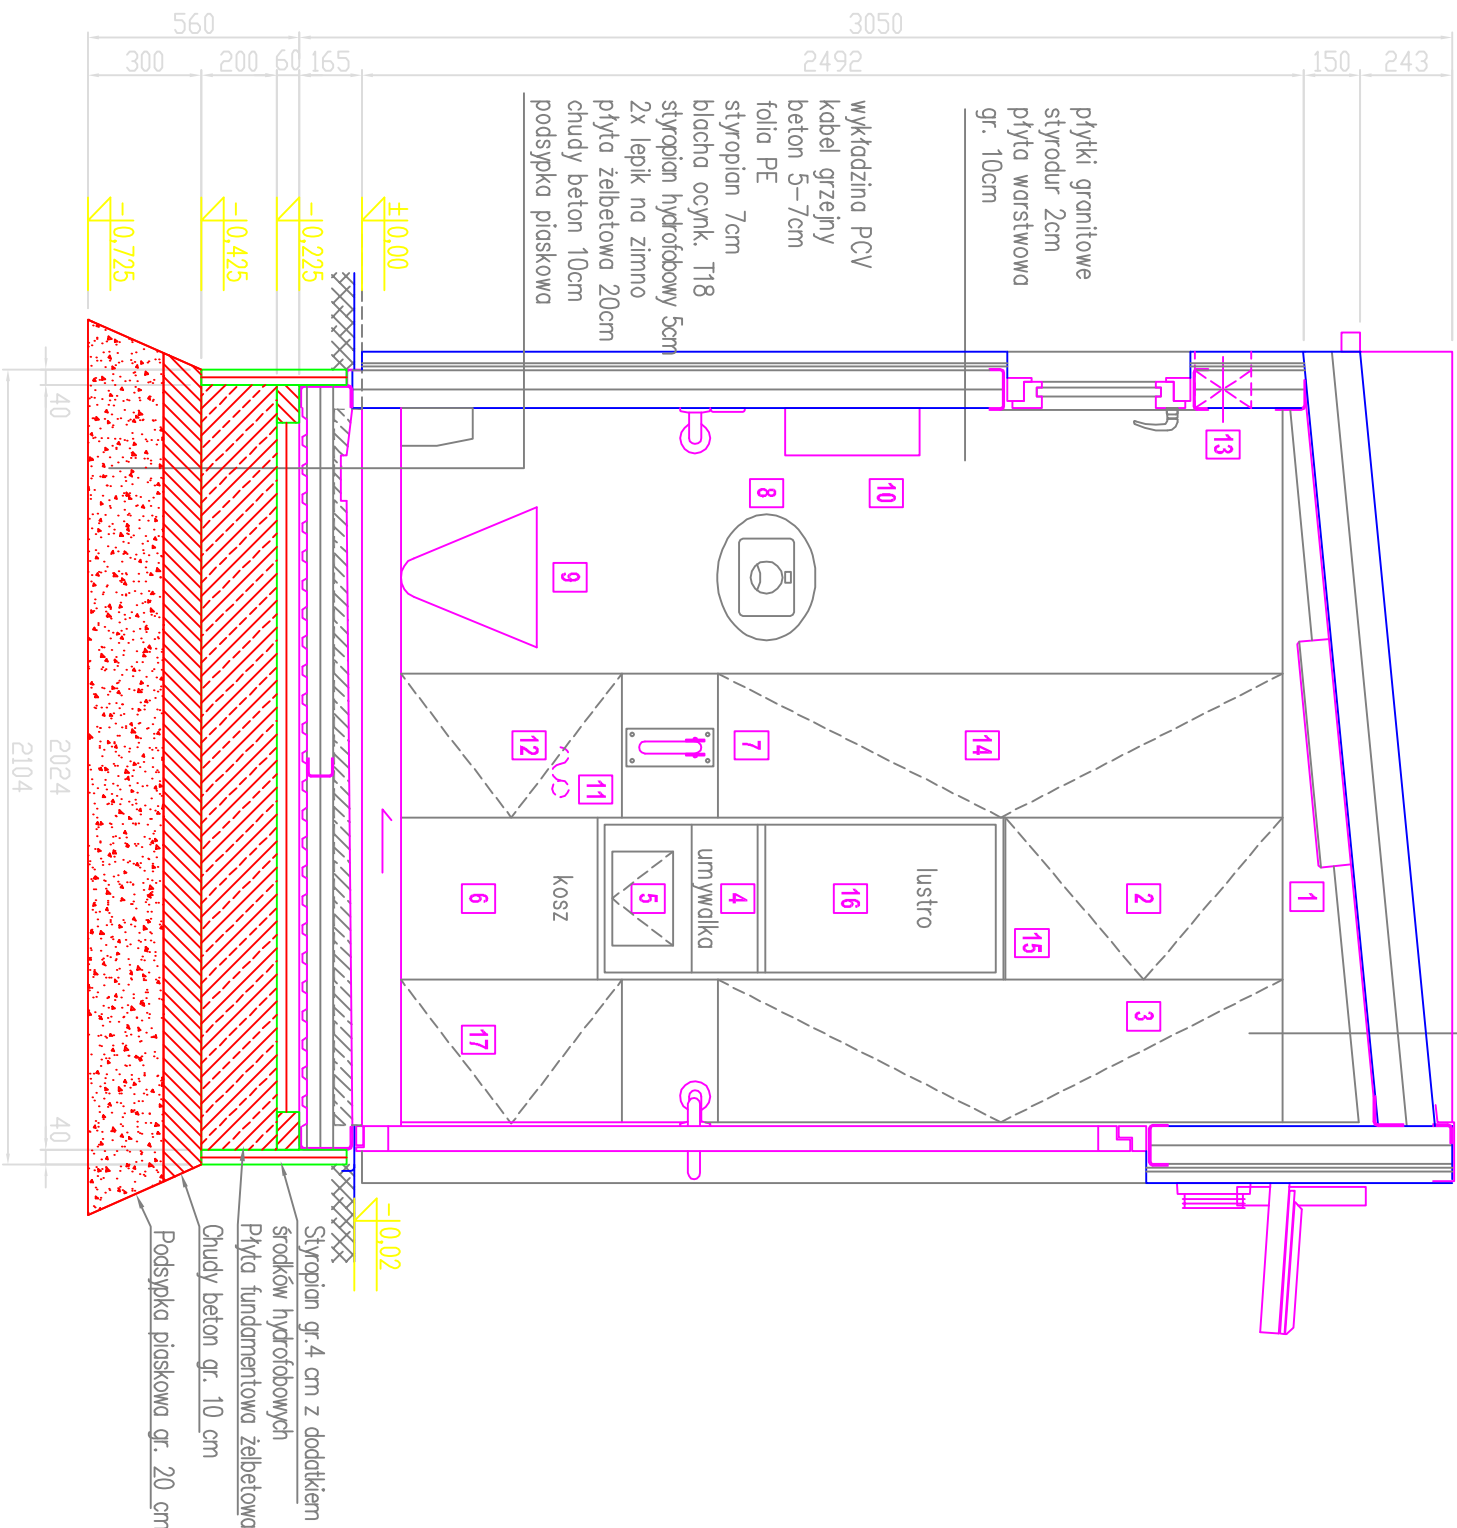 płytki granitowe
styrodur 2cm
płyta warstwowa
gr. 10cm
wykładzina PCV
kabel grzejny
beton 5-7cm
folia PE
styropian 7cm
blacha ocynk. T18
styropian hydrofobowy 5cm
2x lepik na zimno
płyta żelbetowa 20cm
chudy beton 10cm
podsypka piaskowa
560
3050
300
200
60
165
2492
150
243
±0,00
-0,225
-0,425
-0,725
-0,02
40
2024
40
2104
13
10
8
9
14
7
12
11
1
2
lustro
16
15
umywalka
4
5
kosz
6
3
17
Styropian gr.4 cm z dodatkiem
środków hydrofobowych
Płyta fundamentowa żelbetowa
Chudy beton gr. 10 cm
Podsypka piaskowa gr. 20 cm